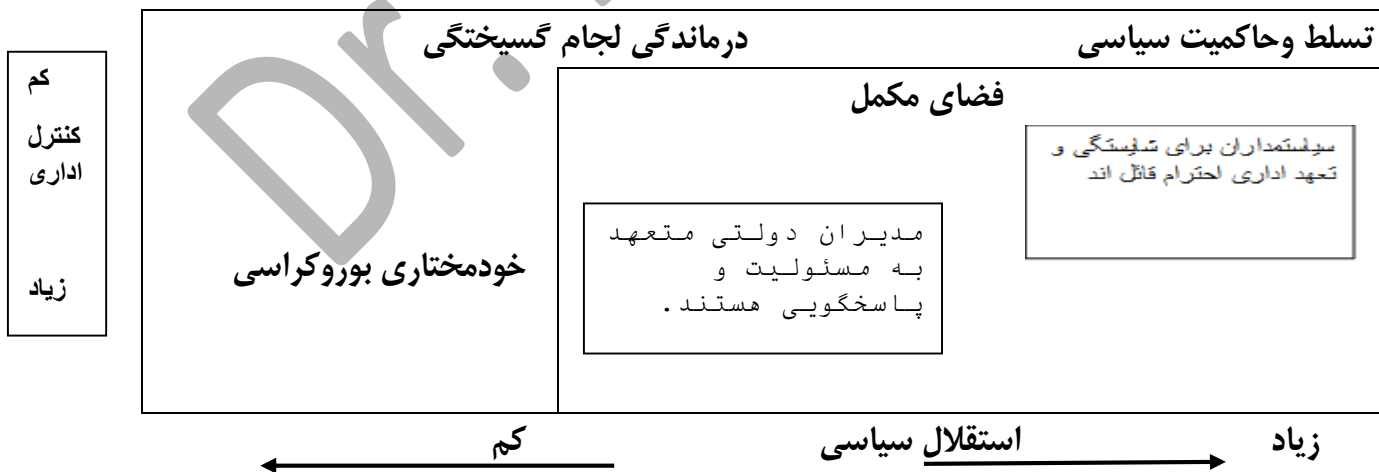 تسلط وحاکمیت سیاسی
درماندگی لجام گسیختگی
کم
کنترل
اداری
زیاد
فضای مکمل
سیاستمداران برای شایستگی و
تعهد اداری احترام قائل اند
مدیران دولتی متعهد
به مسئولیت و
پاسخگویی هستند.
خودمختاری بوروکراسی
زیاد
استقلال سیاسی
کم
Dr.